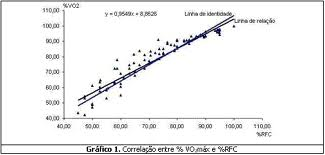 %VO2
y = 0,9549x + 8,8526
Linha de identidade
Linha de relação
110,00
100,00
90,00
80,00
70,00
60,00
50,00
40,00
40,00 50,00 60,00 70,00 80,00 90,00 100,00 110,00
%RFC
Gráfico 1. Correlação entre % VO2máx e %RFC